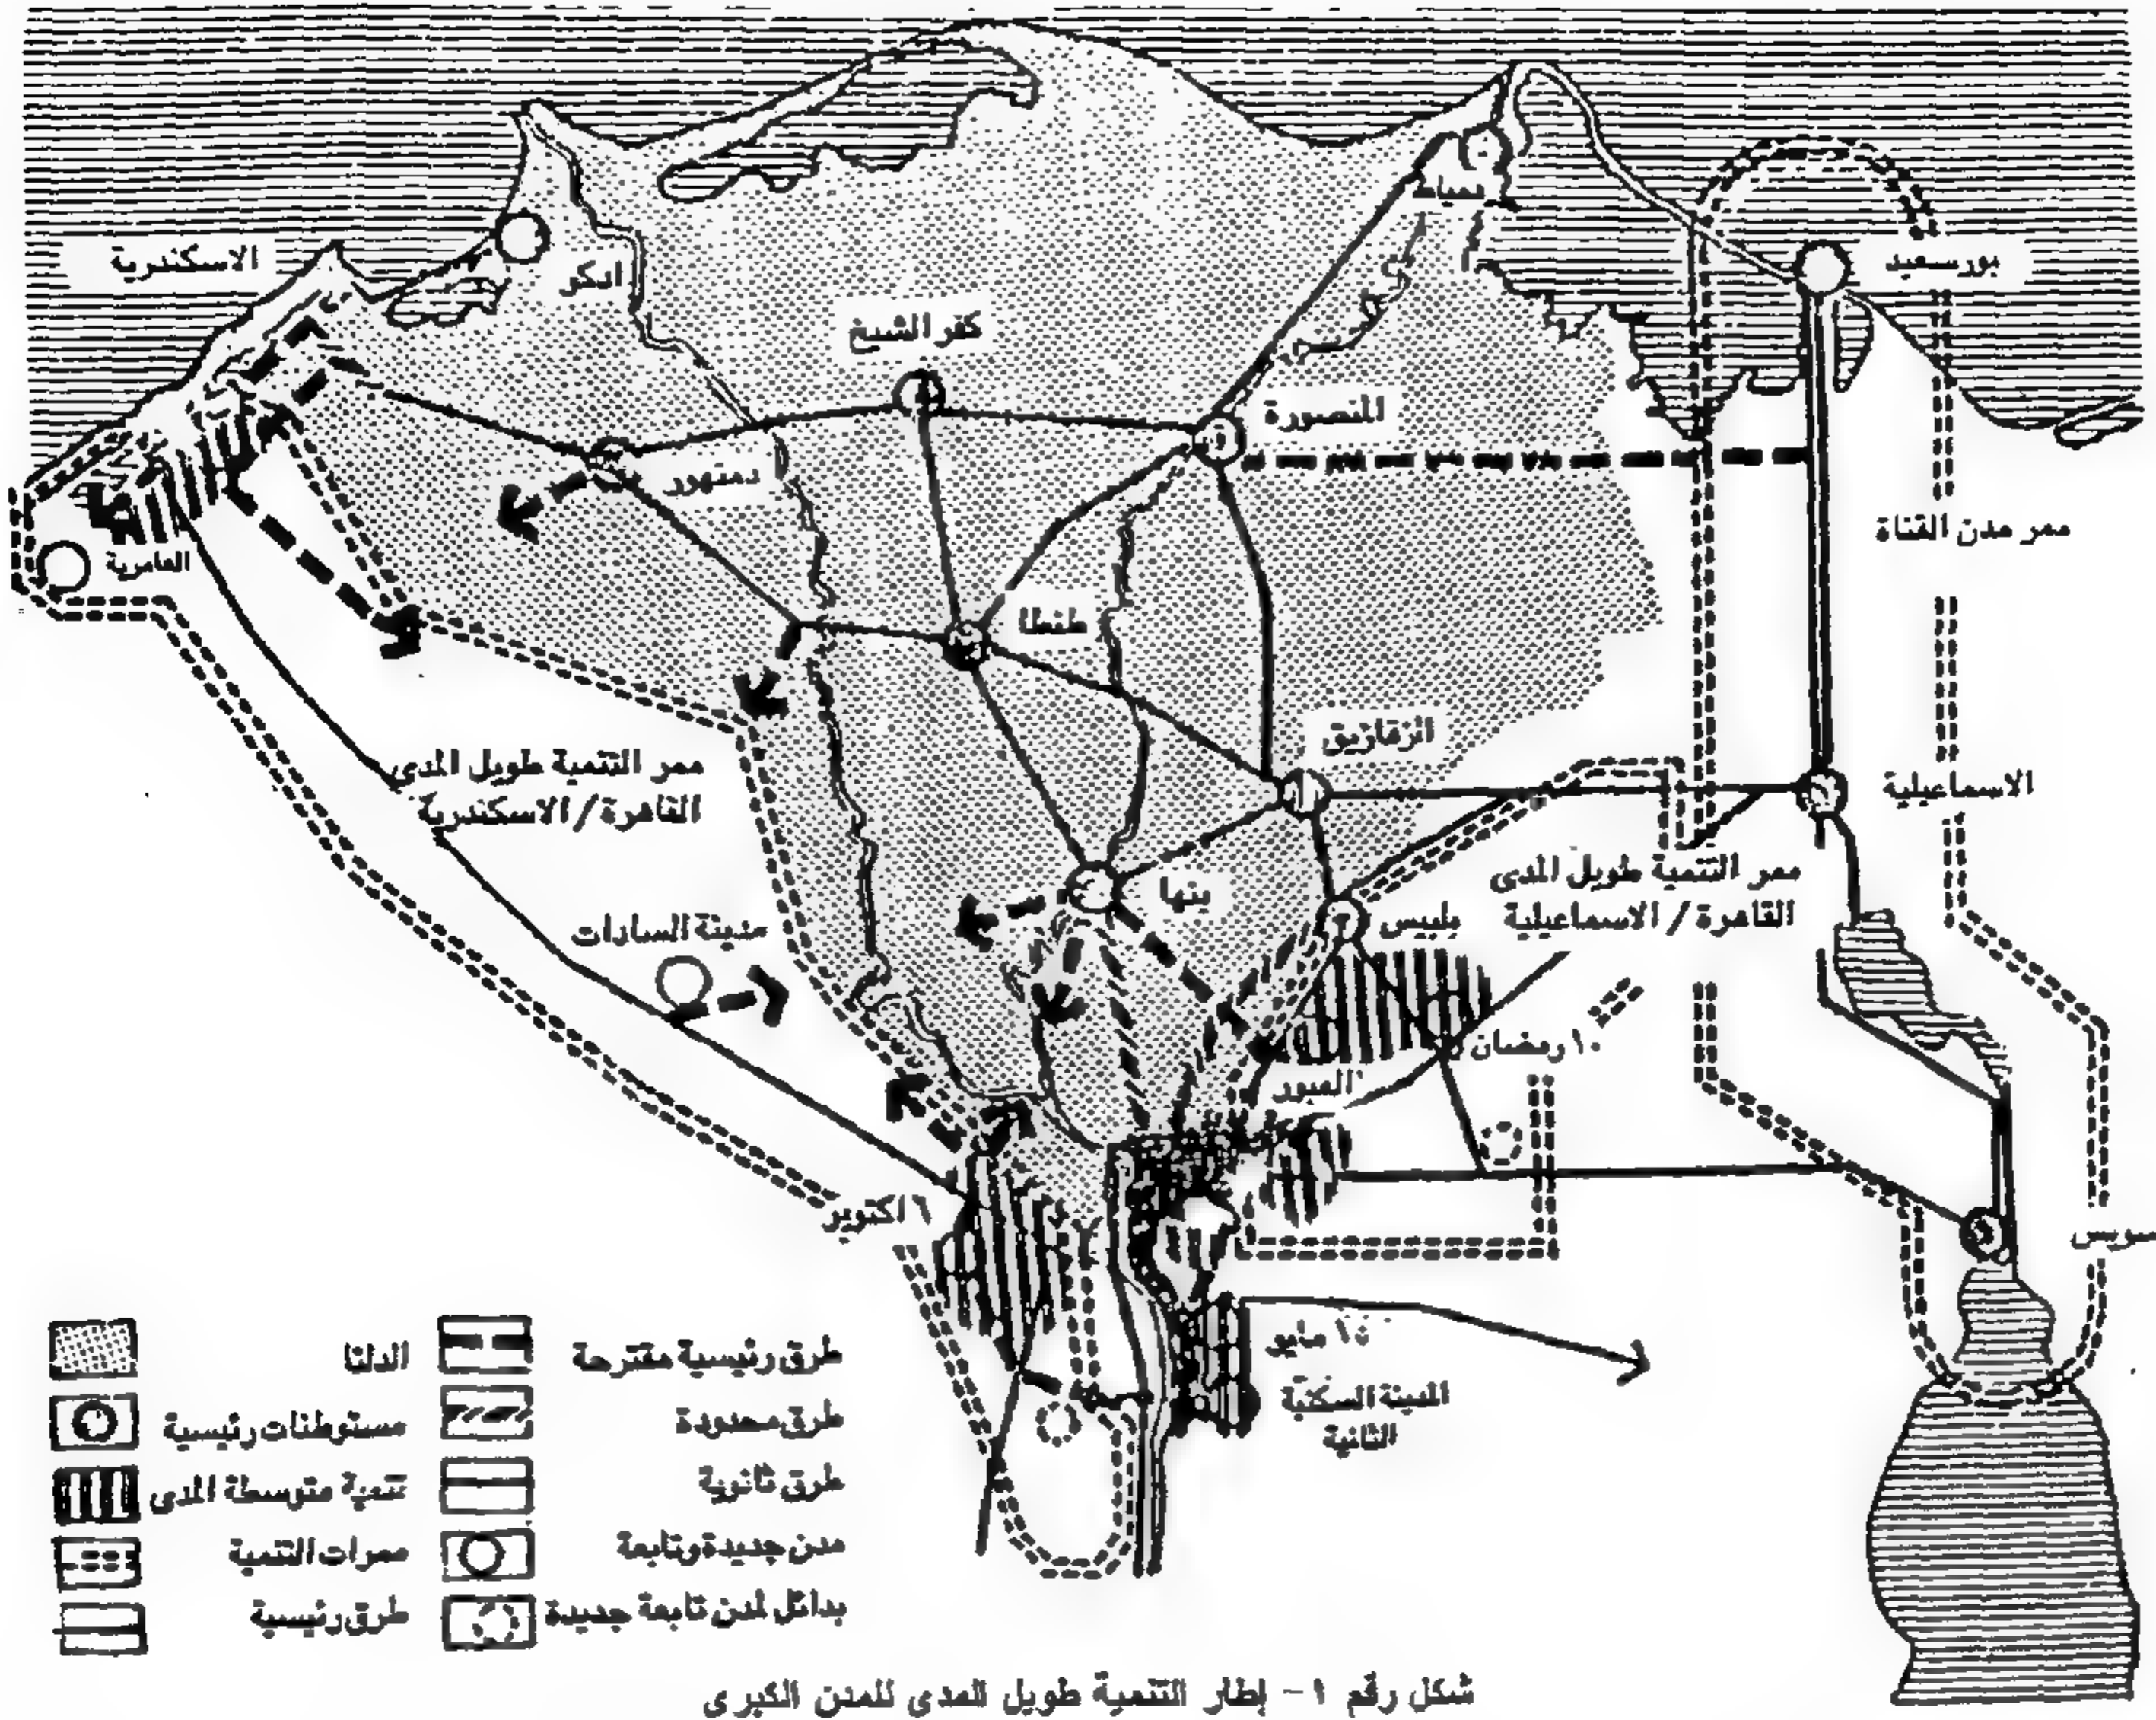 الاسكندرية
ادكو
دمياط
بورسعيد
كفر الشيخ
المنصورة
دمنهور
ممر مدن القناة
العامرية
طنطا
الزقازيق
ممر التنمية طويل المدى
القاهرة/الاسكندرية
الاسماعيلية
ممر التنمية طويل المدى
القاهرة/الاسماعيلية
بنها
بلبيس
مدينة السادات
١٠ رمضان
العبور
٦ اكتوبر
سويس
١٥ مايو
المدينة السكنية
الثانية
طرق رئيسية مقترحة
طرق محدودة
طرق ثانوية
مدن جديدة وتابعة
بدائل لمدن تابعة جديدة
الدلتا
مستوطنات رئيسية
تنمية متوسطة المدى
ممرات التنمية
طرق رئيسية
شكل رقم ١- إطار التنمية طويل المدى للمدن الكبرى